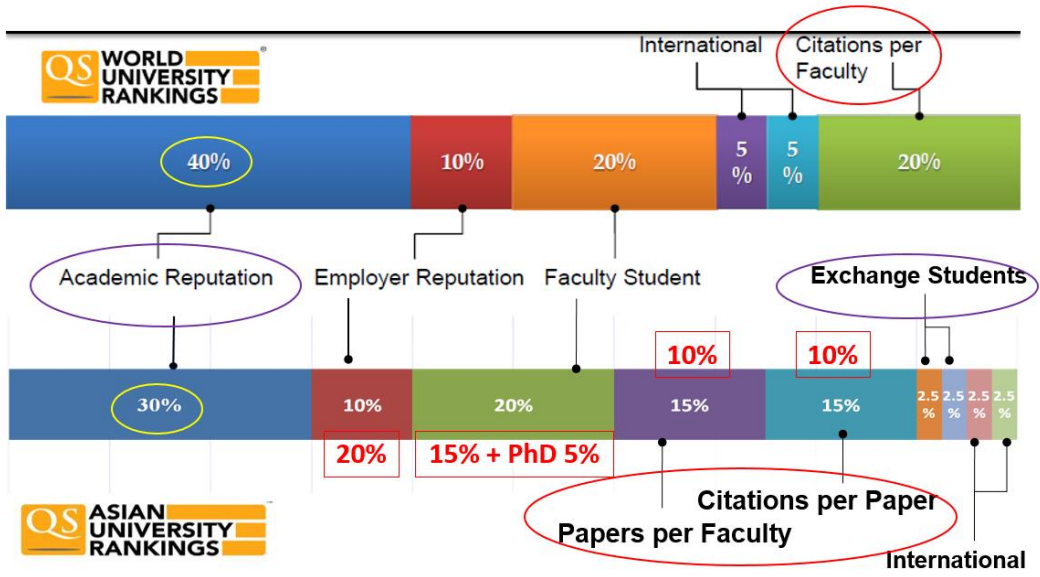 QS WORLD
UNIVERSITY
RANKINGS
®
International
Citations per
Faculty
40%
10%
20%
5
%
5
%
20%
Academic Reputation
Employer Reputation
Faculty Student
Exchange Students
10%
10%
30%
10%
20%
15%
15%
2.5
%
2.5
%
2.5
%
2.5
%
20%
15% + PhD 5%
Citations per Paper
Papers per Faculty
International
QS ASIAN
UNIVERSITY
RANKINGS